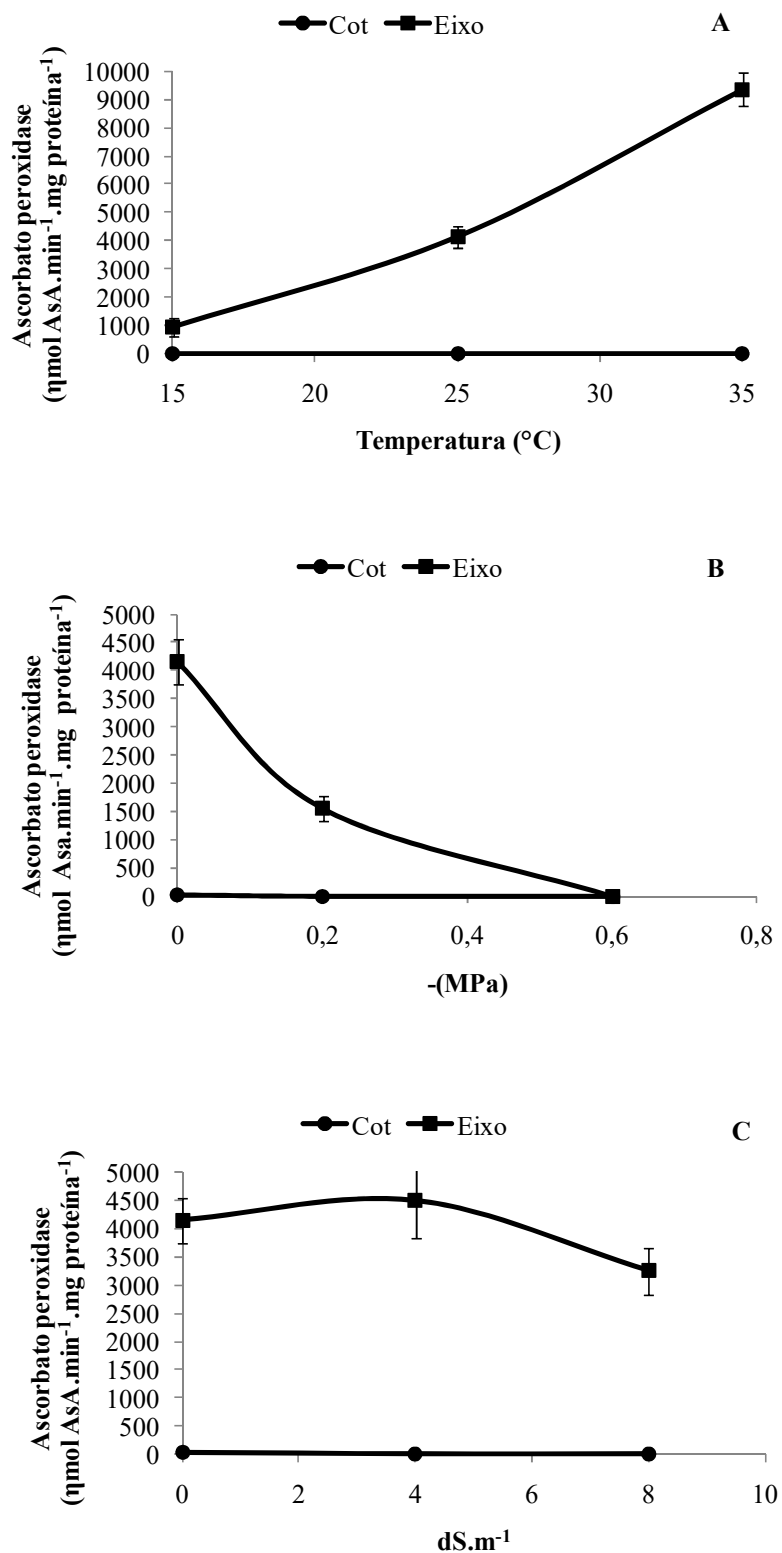 Cot Eixo A
Ascorbato peroxidase
(ηmol AsA.min⁻¹.mg proteína⁻¹)
10000
9000
8000
7000
6000
5000
4000
3000
2000
1000
0
15 20 25 30 35
Temperatura (°C)
Cot Eixo B
Ascorbato peroxidase
(ηmol Asa.min⁻¹.mg proteína⁻¹)
5000
4500
4000
3500
3000
2500
2000
1500
1000
500
0
0 0,2 0,4 0,6 0,8
-(MPa)
Cot Eixo C
Ascorbato peroxidase
(ηmol AsA.min⁻¹.mg proteína⁻¹)
5000
4500
4000
3500
3000
2500
2000
1500
1000
500
0
0 2 4 6 8 10
dS.m⁻¹